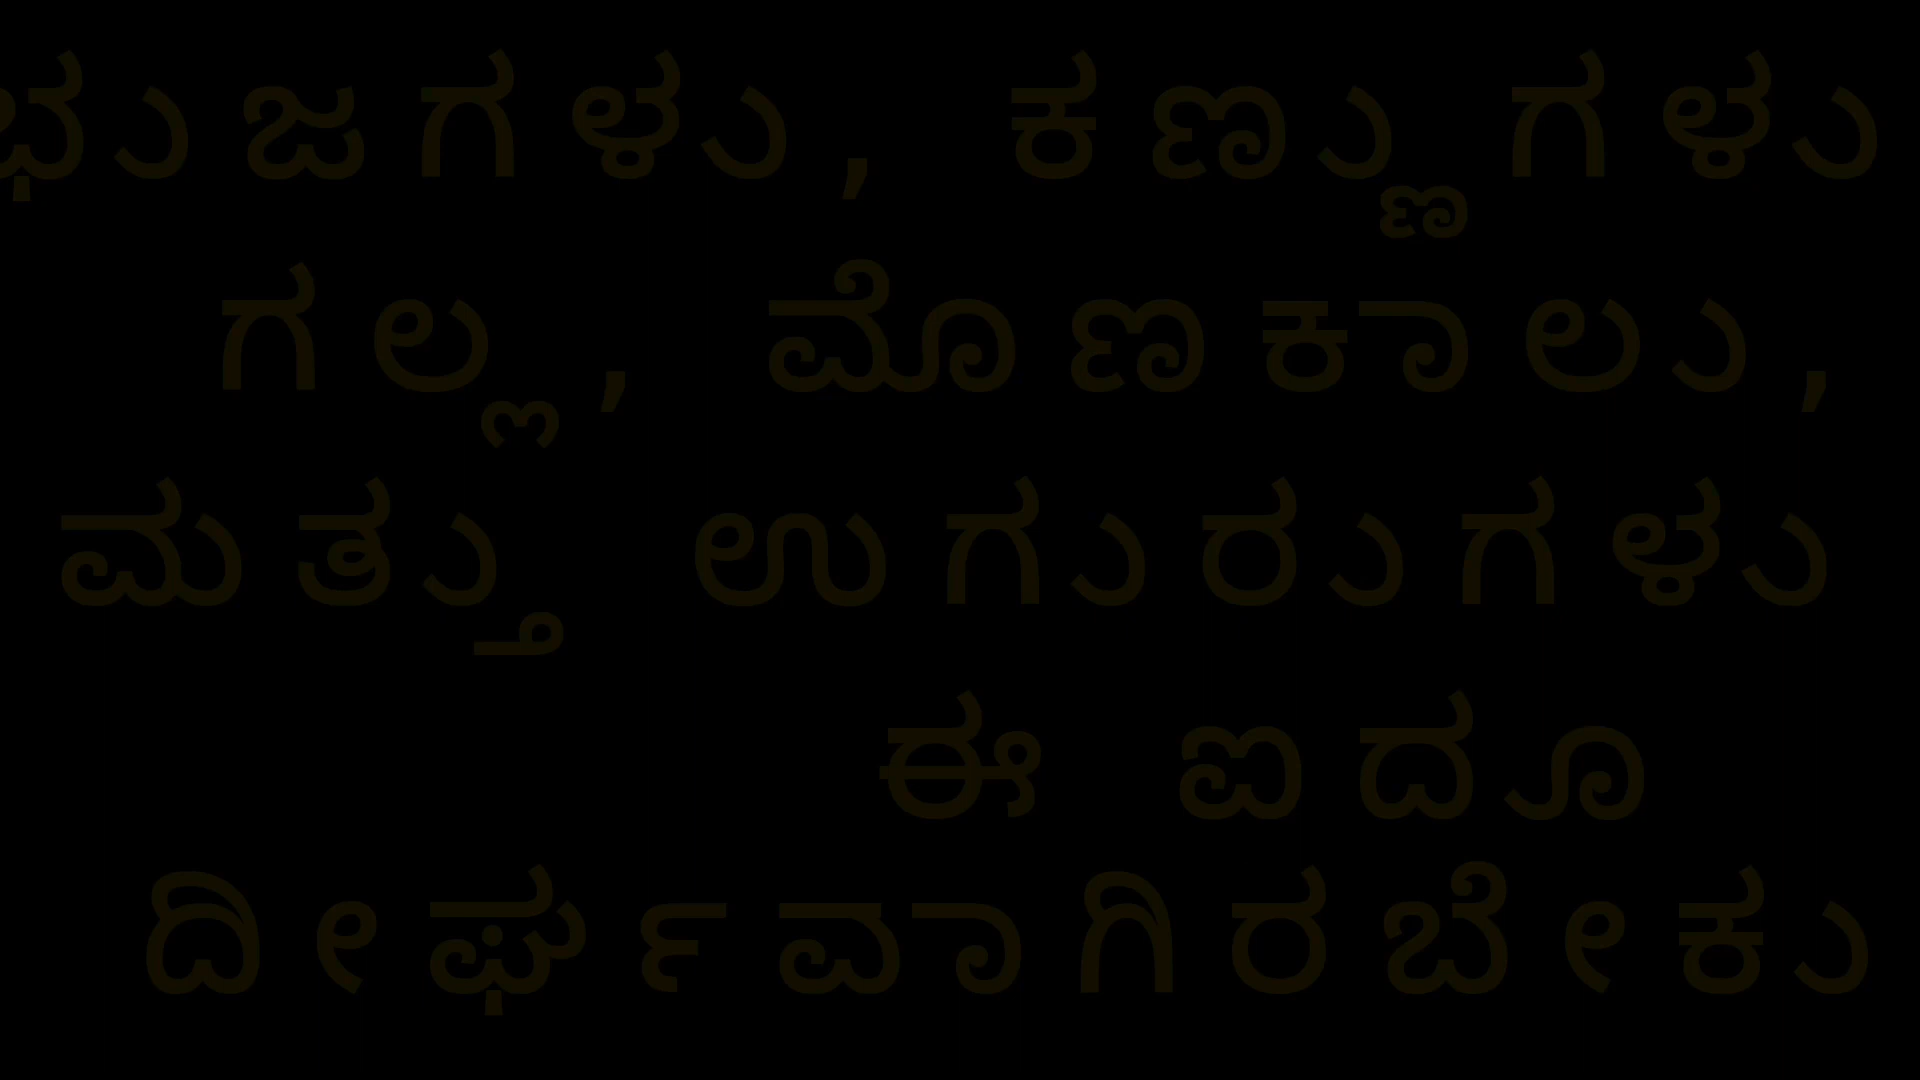 ಭುಜಗಳು, ಕಣ್ಣುಗಳು
ಗಲ್ಲ, ಮೊಣಕಾಲು,
ಮತ್ತು ಉಗುರುಗಳು
ಈ ಐದೂ
ದೀರ್ಘವಾಗಿರಬೇಕು